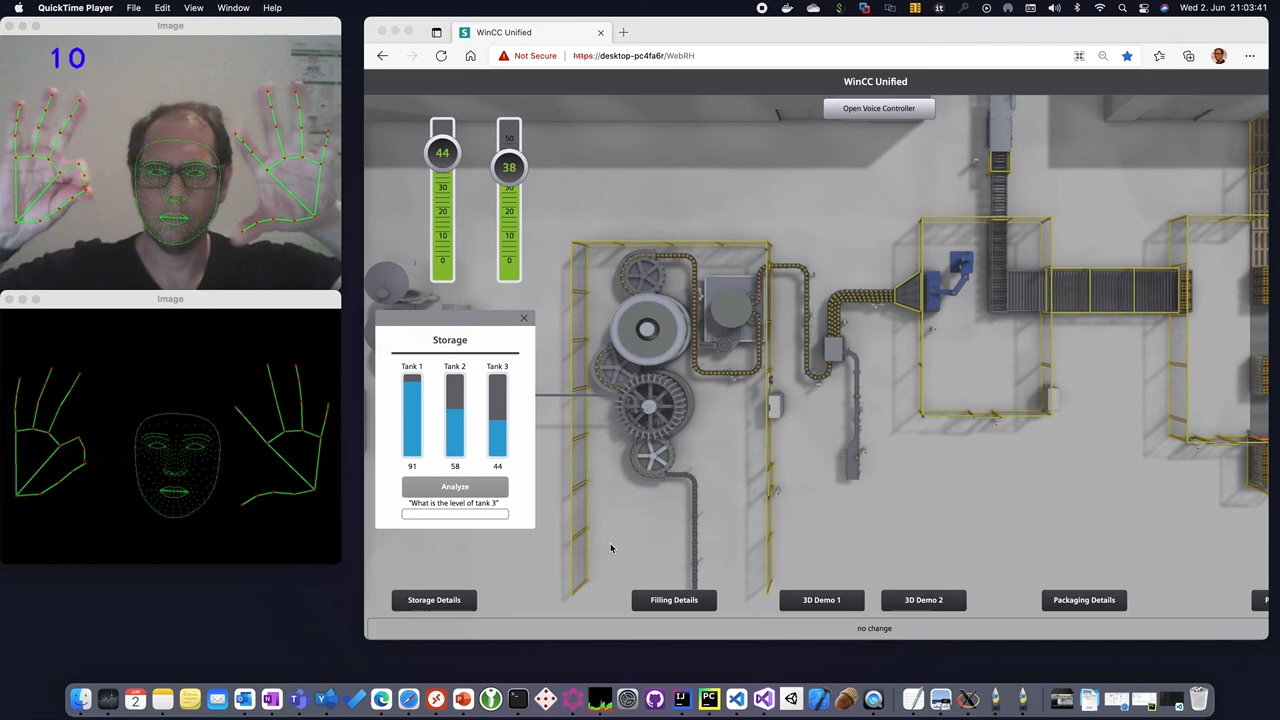 QuickTime Player File Edit View Window Help
it
Wed 2. Jun 21:03:41
Image
10
Image
WinCC Unified
Not Secure https://desktop-pc4fa6r/WebRH
WinCC Unified
Open Voice Controller
44
30
20
10
0
50
38
30
20
10
0
Storage
Tank 1 Tank 2 Tank 3
91 58 44
Analyze
"What is the level of tank 3"
Storage Details Filling Details 3D Demo 1 3D Demo 2 Packaging Details P
no change
JUN
2